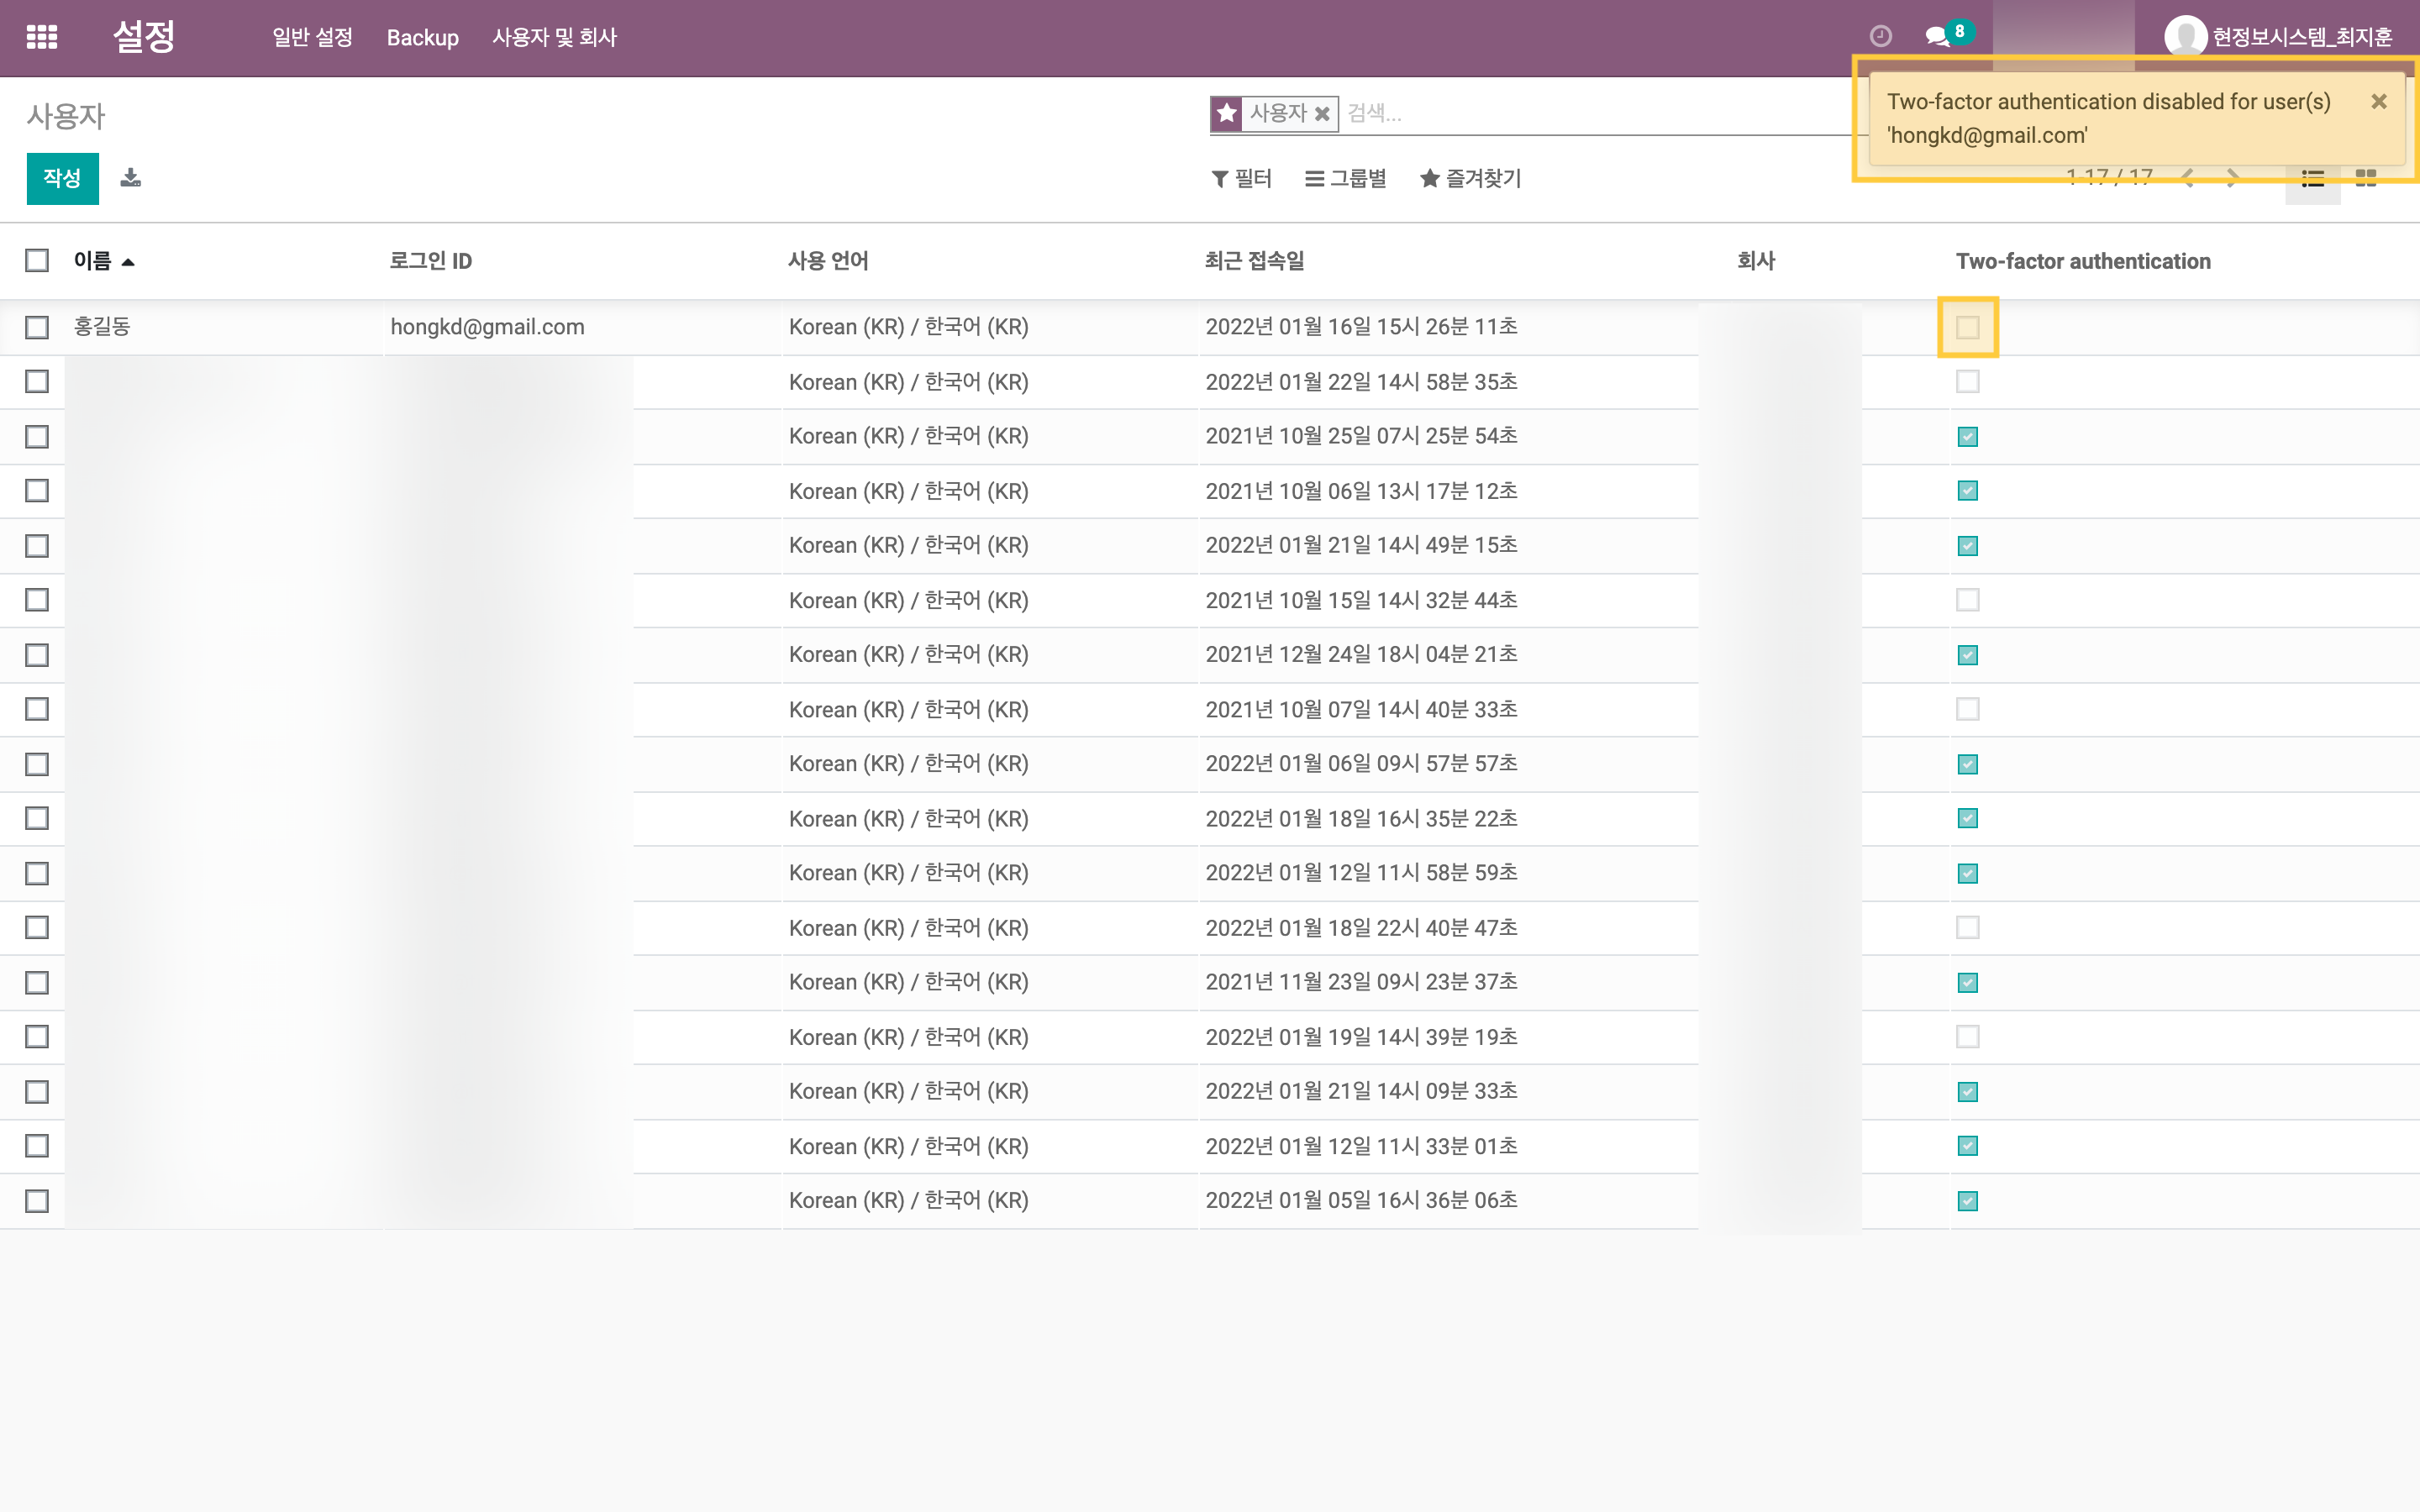 설정 일반 설정 Backup 사용자 및 회사 8 현정보시스템_최지훈
Two-factor authentication disabled for user(s)
'hongkd@gmail.com'
사용자
사용자 검색...
작성 필터 그룹별 즐겨찾기 1-17 / 17
이름 로그인 ID 사용 언어 최근 접속일 회사 Two-factor authentication
홍길동 hongkd@gmail.com Korean (KR) / 한국어 (KR) 2022년 01월 16일 15시 26분 11초
Korean (KR) / 한국어 (KR) 2022년 01월 22일 14시 58분 35초
Korean (KR) / 한국어 (KR) 2021년 10월 25일 07시 25분 54초
Korean (KR) / 한국어 (KR) 2021년 10월 06일 13시 17분 12초
Korean (KR) / 한국어 (KR) 2022년 01월 21일 14시 49분 15초
Korean (KR) / 한국어 (KR) 2021년 10월 15일 14시 32분 44초
Korean (KR) / 한국어 (KR) 2021년 12월 24일 18시 04분 21초
Korean (KR) / 한국어 (KR) 2021년 10월 07일 14시 40분 33초
Korean (KR) / 한국어 (KR) 2022년 01월 06일 09시 57분 57초
Korean (KR) / 한국어 (KR) 2022년 01월 18일 16시 35분 22초
Korean (KR) / 한국어 (KR) 2022년 01월 12일 11시 58분 59초
Korean (KR) / 한국어 (KR) 2022년 01월 18일 22시 40분 47초
Korean (KR) / 한국어 (KR) 2021년 11월 23일 09시 23분 37초
Korean (KR) / 한국어 (KR) 2022년 01월 19일 14시 39분 19초
Korean (KR) / 한국어 (KR) 2022년 01월 21일 14시 09분 33초
Korean (KR) / 한국어 (KR) 2022년 01월 12일 11시 33분 01초
Korean (KR) / 한국어 (KR) 2022년 01월 05일 16시 36분 06초